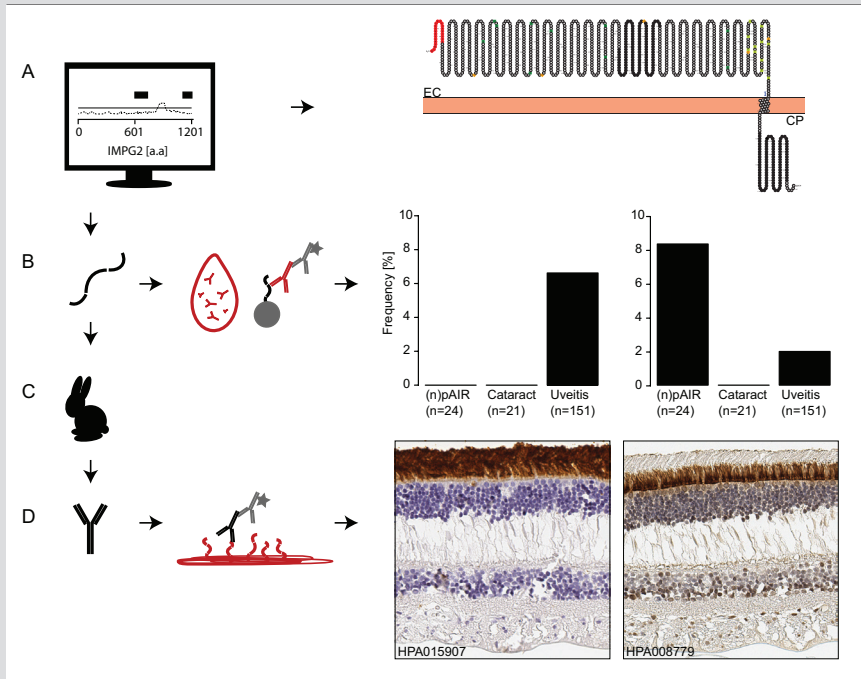 A
0 601 1201
IMPG2 [a.a]
EC
CP
B
Frequency [%]
10
8
6
4
2
0
(n)pAIR Cataract Uveitis
(n=24) (n=21) (n=151)
10
8
6
4
2
0
(n)pAIR Cataract Uveitis
(n=24) (n=21) (n=151)
C
D
HPA015907
HPA008779